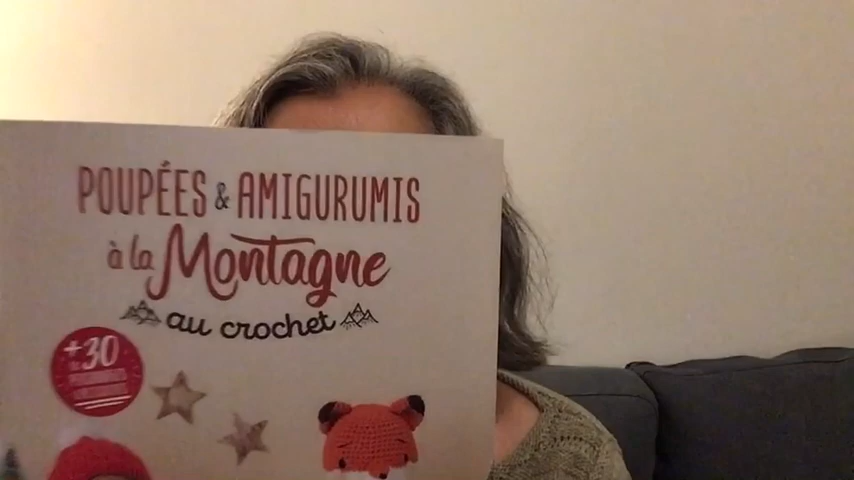 POUPÉES & AMIGURUMIS
à la Montagne
au crochet
+30